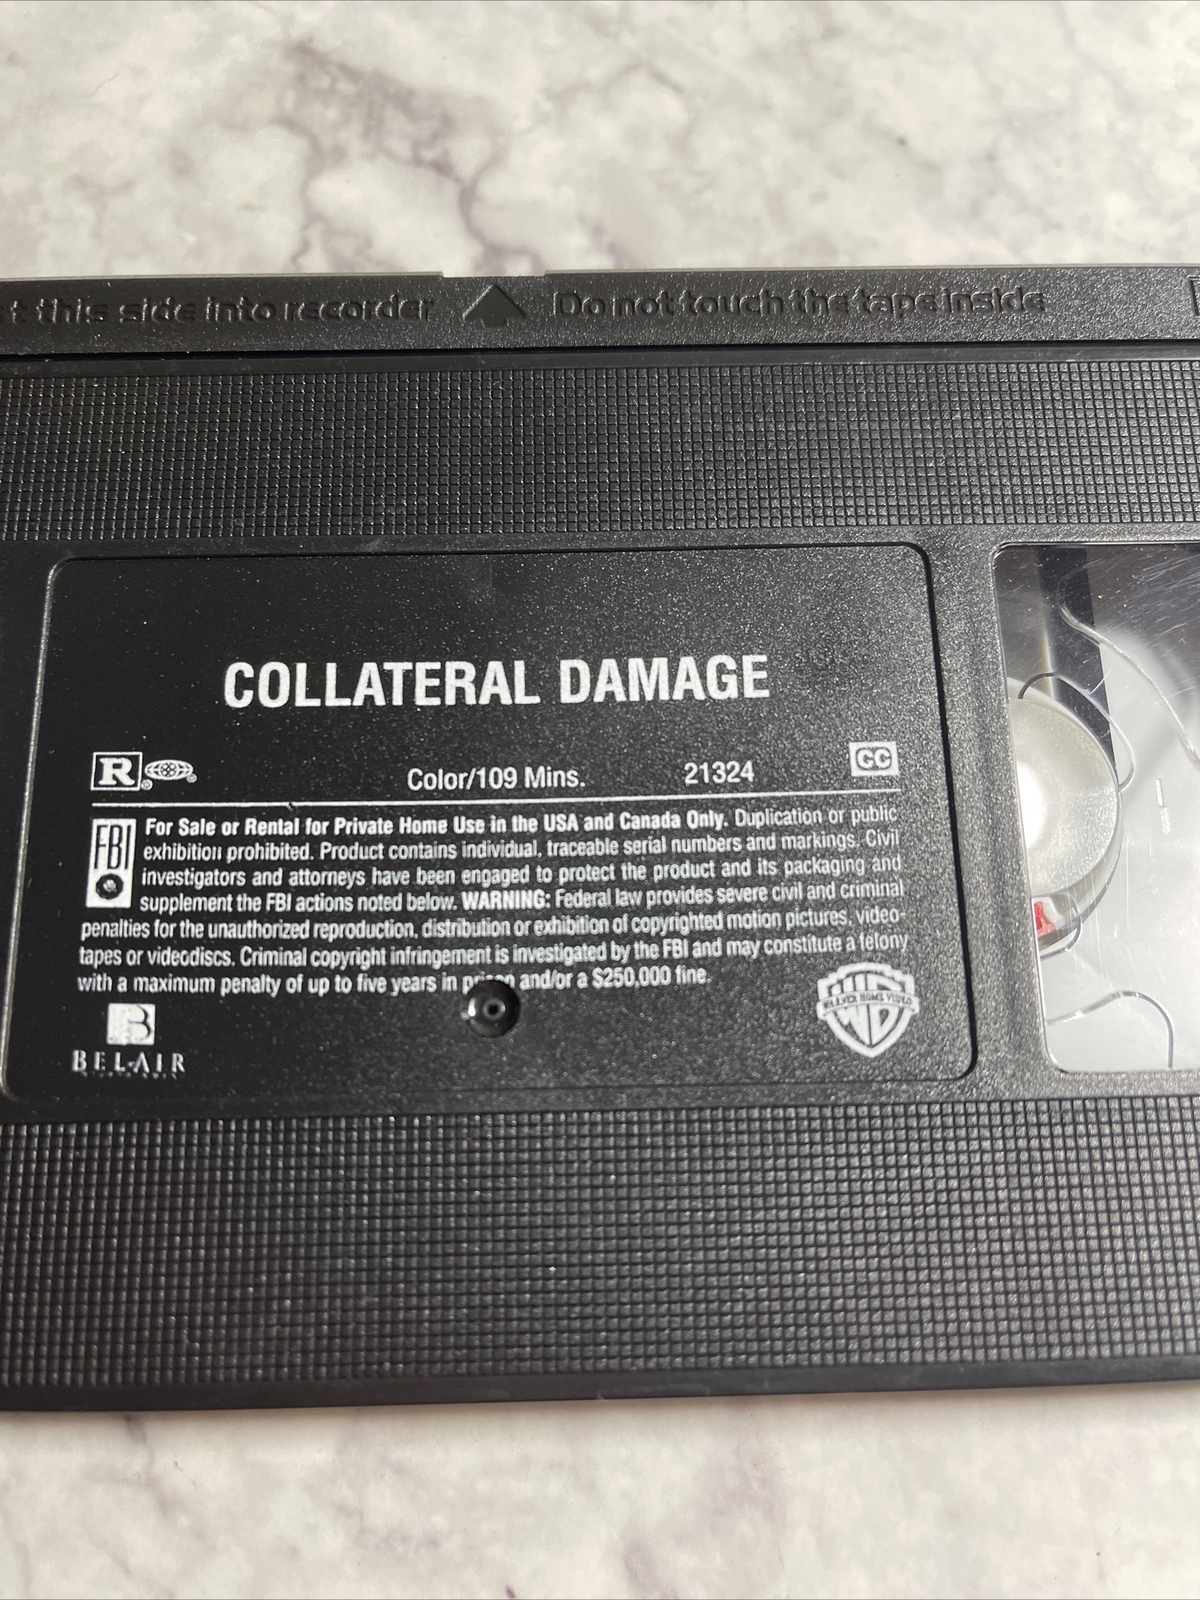 this side into recorder Do not touch the tape inside
COLLATERAL DAMAGE
R ® ® Color/109 Mins. 21324 CC
FBI
For Sale or Rental for Private Home Use in the USA and Canada Only. Duplication or public
exhibition prohibited. Product contains individual, traceable serial numbers and markings. Civil
investigators and attorneys have been engaged to protect the product and its packaging and
supplement the FBI actions noted below. WARNING: Federal law provides severe civil and criminal
penalties for the unauthorized reproduction, distribution or exhibition of copyrighted motion pictures, video-
tapes or videodiscs. Criminal copyright infringement is investigated by the FBI and may constitute a felony
with a maximum penalty of up to five years in prison and/or a $250,000 fine.
WARNER HOME VIDEO
WB
B
BEL-AIR